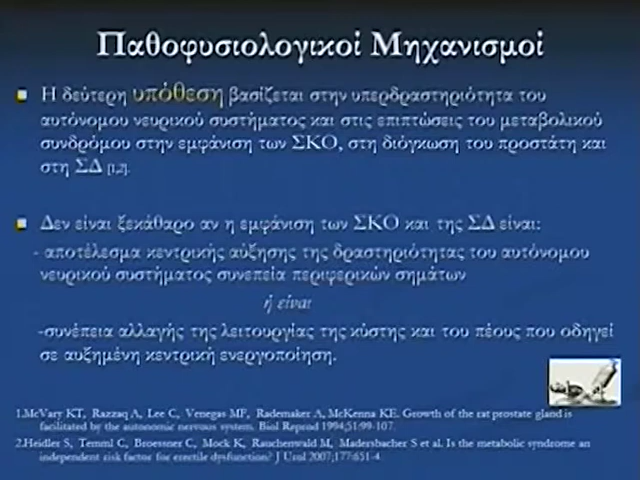 Παθοφυσιολογικοί Μηχανισμοί
Η δεύτερη υπόθεση βασίζεται στην υπερδραστηριότητα του
αυτόνομου νευρικού συστήματος και στις επιπτώσεις του μεταβολικού
συνδρόμου στην εμφάνιση των ΣΚΟ, στη διόγκωση του προστάτη και
στη ΣΔ [1,2].
Δεν είναι ξεκάθαρο αν η εμφάνιση των ΣΚΟ και της ΣΔ είναι:
- αποτέλεσμα κεντρικής αύξησης της δραστηριότητας του αυτόνομου
νευρικού συστήματος συνεπεία περιφερικών σημάτων
ή είναι
-συνέπεια αλλαγής της λειτουργίας της κύστης και του πέους που οδηγεί
σε αυξημένη κεντρική ενεργοποίηση.
1.McVary KT, Razzaq A, Lee C, Venegas MF, Rademaker A, McKenna KE. Growth of the rat prostate gland is
facilitated by the autonomic nervous system. Biol Reprod 1994;51:99-107.
2.Heidler S, Temml C, Broessner C, Mock K, Rauchenwald M, Madersbacher S et al. Is the metabolic syndrome an
independent risk factor for erectile dysfunction? J Urol 2007;177:651-4